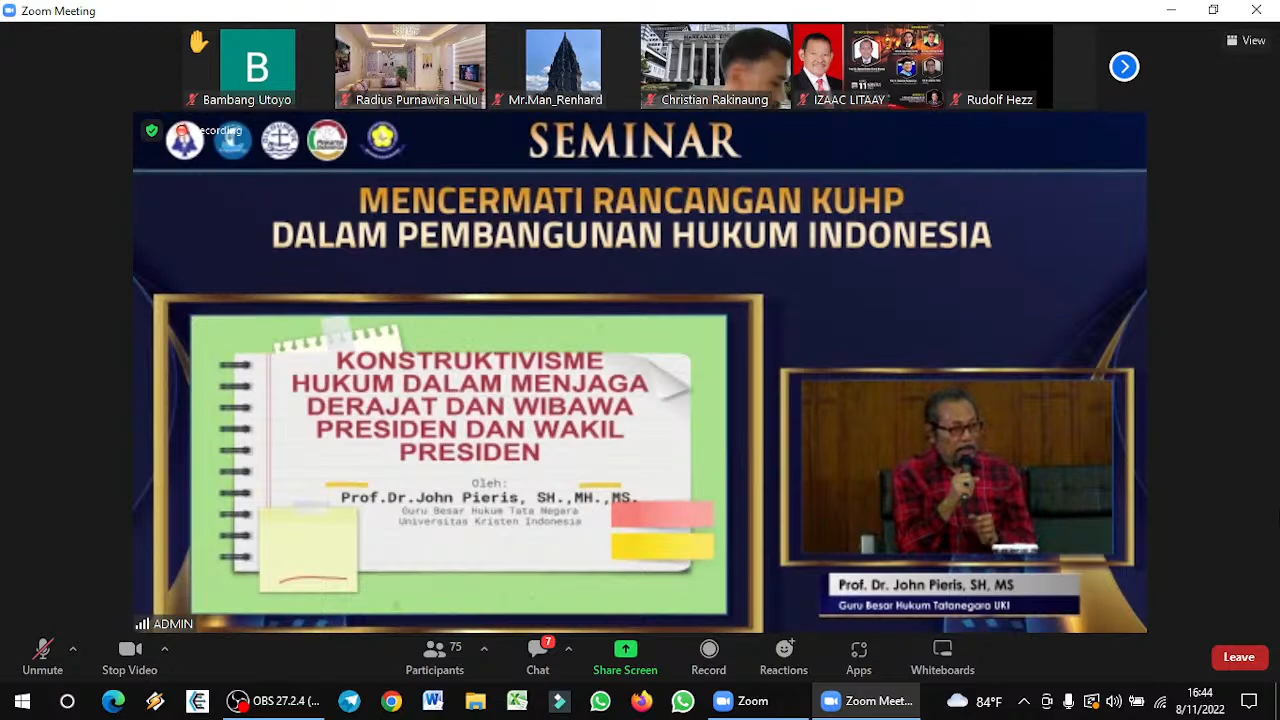 Zoom Meeting
View
B
Bambang Utoyo
Radius Purnawira Hulu
Mr.Man_Renhard
Christian Rakinaung
IZAAC LITAAY
Rudolf Hezz
Recording
SEMINAR
MENCERMATI RANCANGAN KUHP
DALAM PEMBANGUNAN HUKUM INDONESIA
KONSTRUKTIVISME
HUKUM DALAM MENJAGA
DERAJAT DAN WIBAWA
PRESIDEN DAN WAKIL
PRESIDEN
Oleh:
Prof.Dr.John Pieris, SH.,MH.,MS.
Guru Besar Hukum Tata Negara
Universitas Kristen Indonesia
Prof. Dr. John Pieris, SH, MS
Guru Besar Hukum Tatanegara UKI
ADMIN
Unmute
Stop Video
75
Participants
7
Chat
Share Screen
Record
Reactions
Apps
Whiteboards
Leave
OBS 27.2.4 (...
Zoom
Zoom Meet...
84°F
16:44
8/11/2022